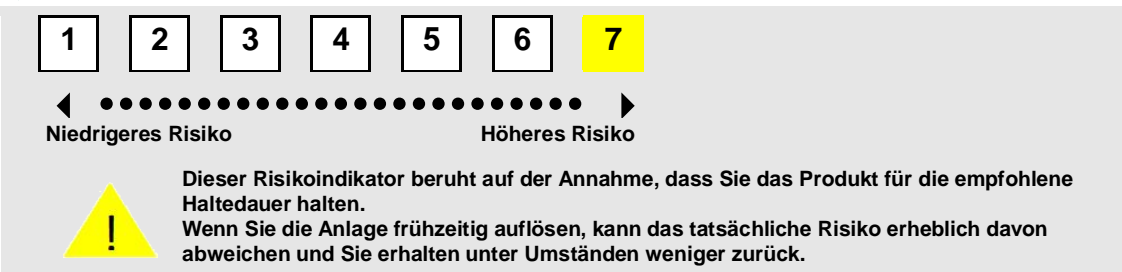 1 2 3 4 5 6 7
Niedrigeres Risiko Höheres Risiko
Dieser Risikoindikator beruht auf der Annahme, dass Sie das Produkt für die empfohlene
Haltedauer halten.
Wenn Sie die Anlage frühzeitig auflösen, kann das tatsächliche Risiko erheblich davon
abweichen und Sie erhalten unter Umständen weniger zurück.
!